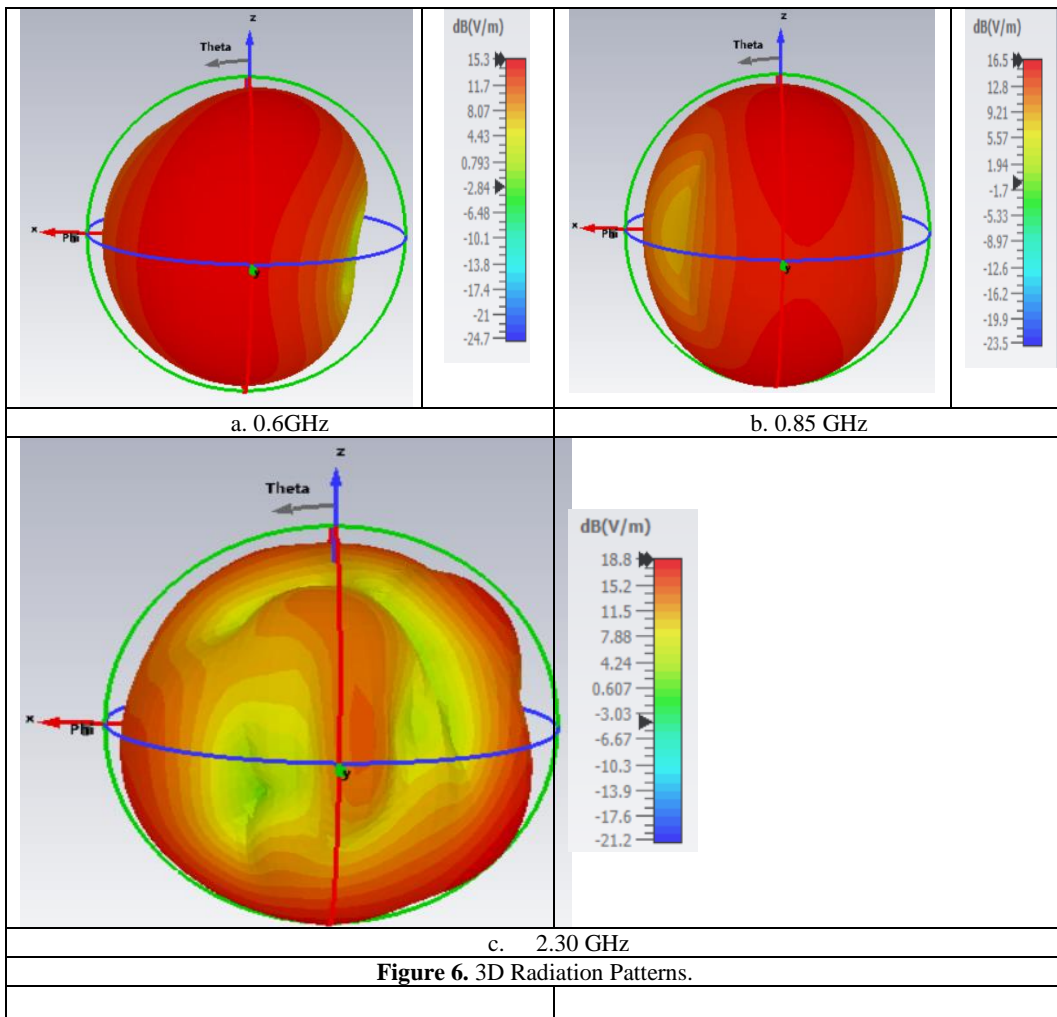 z
Theta
x
Phi
y
dB(V/m)
15.3
11.7
8.07
4.43
0.793
-2.84
-6.48
-10.1
-13.8
-17.4
-21
-24.7
z
Theta
x
Phi
y
dB(V/m)
16.5
12.8
9.21
5.57
1.94
-1.7
-5.33
-8.97
-12.6
-16.2
-19.9
-23.5
a. 0.6GHz
b. 0.85 GHz
z
Theta
x
Phi
y
dB(V/m)
18.8
15.2
11.5
7.88
4.24
0.607
-3.03
-6.67
-10.3
-13.9
-17.6
-21.2
c. 2.30 GHz
Figure 6. 3D Radiation Patterns.